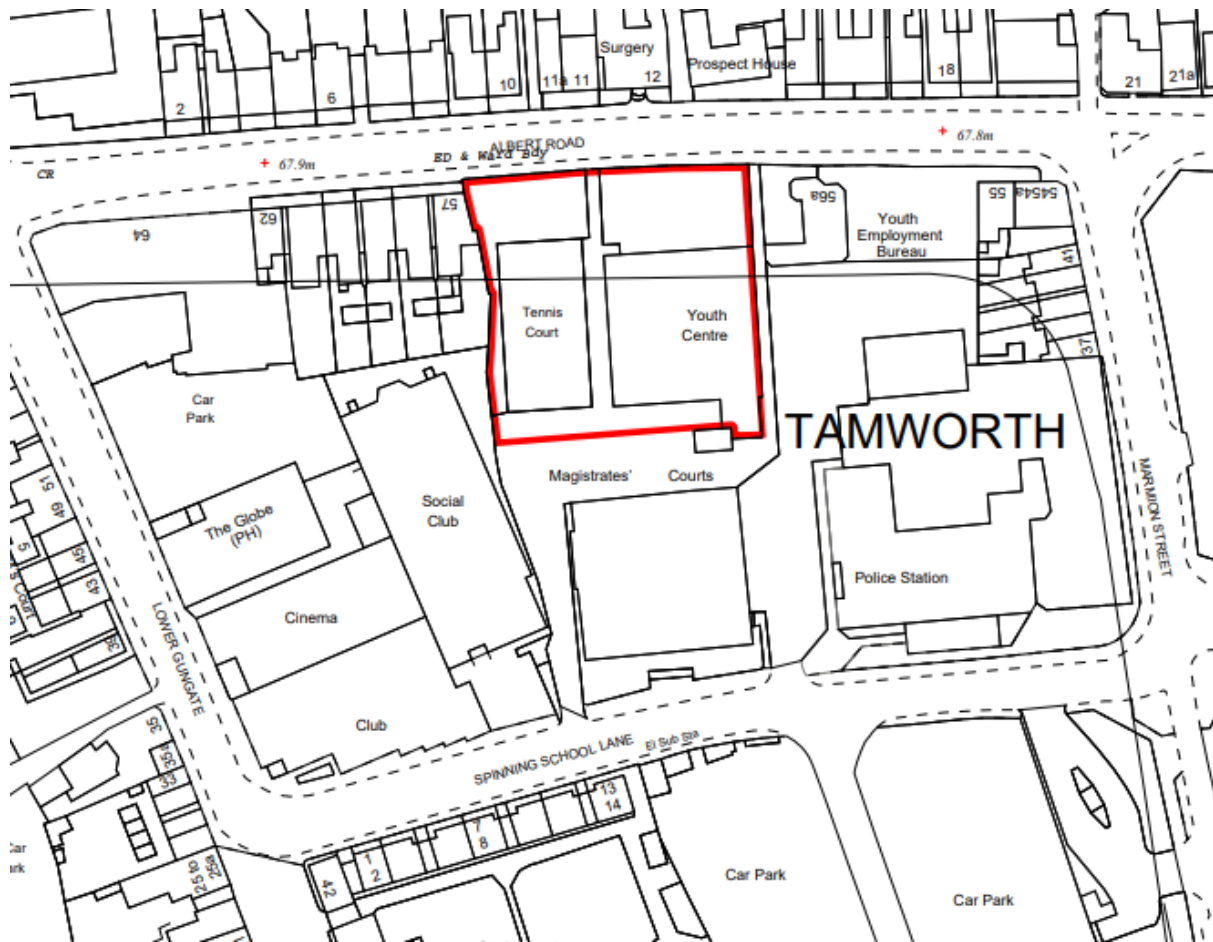 Surgery
Prospect House
2
6
10
11a
11
12
18
21
21a
ALBERT ROAD
ED & Ward Bdy
67.9m
67.8m
CR
64
62
57
56a
55
5454a
Youth
Employment
Bureau
41
37
Tennis
Court
Youth
Centre
TAMWORTH
Car
Park
Magistrates' Courts
Social
Club
The Globe
(PH)
Cinema
Club
Police Station
MARMION STREET
LOWER GUNGATE
SPINNING SCHOOL LANE
El Sub Sta
51
49
45
43
5
s Court
39
35
35a
25 to
25a
13
14
7
8
1
2
42
Car Park
Car Park
ar
ark